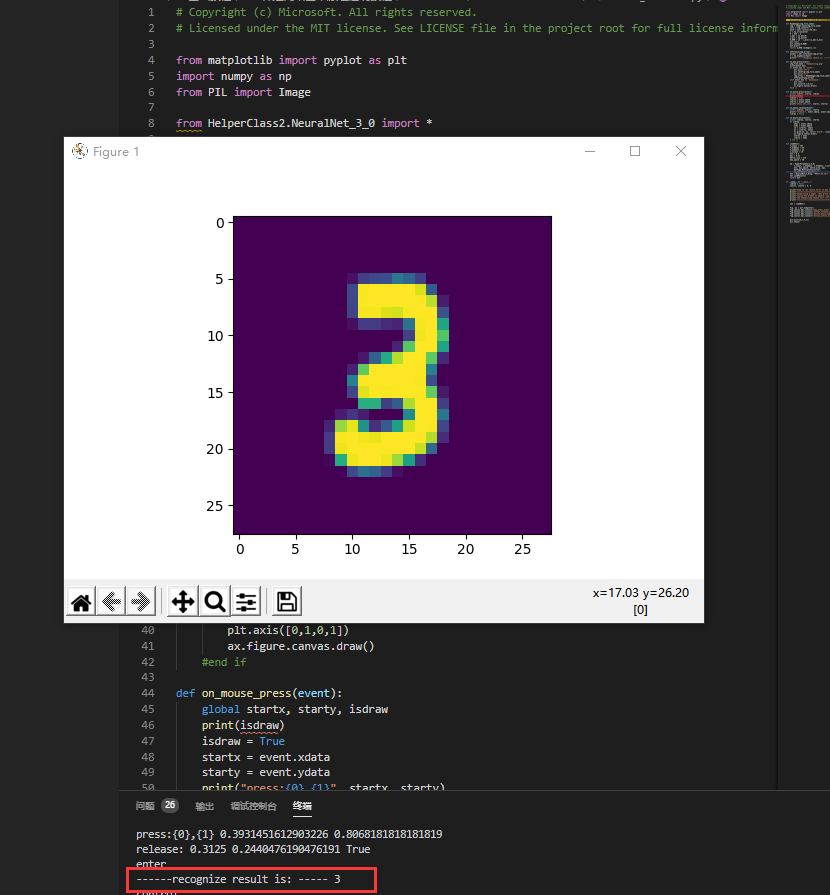 1 # Copyright (c) Microsoft. All rights reserved.
2 # Licensed under the MIT license. See LICENSE file in the project root for full license inform
3
4 from matplotlib import pyplot as plt
5 import numpy as np
6 from PIL import Image
7
8 from HelperClass2.NeuralNet_3_0 import *
Figure 1
0
5
10
15
20
25
0 5 10 15 20 25
x=17.03 y=26.20
[0]
40 plt.axis([0,1,0,1])
41 ax.figure.canvas.draw()
42 #end if
43
44 def on_mouse_press(event):
45 global startx, starty, isdraw
46 print(isdraw)
47 isdraw = True
48 startx = event.xdata
49 starty = event.ydata
50 print("press:{0},{1}", startx, starty)
问题 26 输出 调试控制台 终端
press:{0},{1} 0.3931451612903226 0.8068181818181819
release: 0.3125 0.2440476190476191 True
enter
------recognize result is: ----- 3